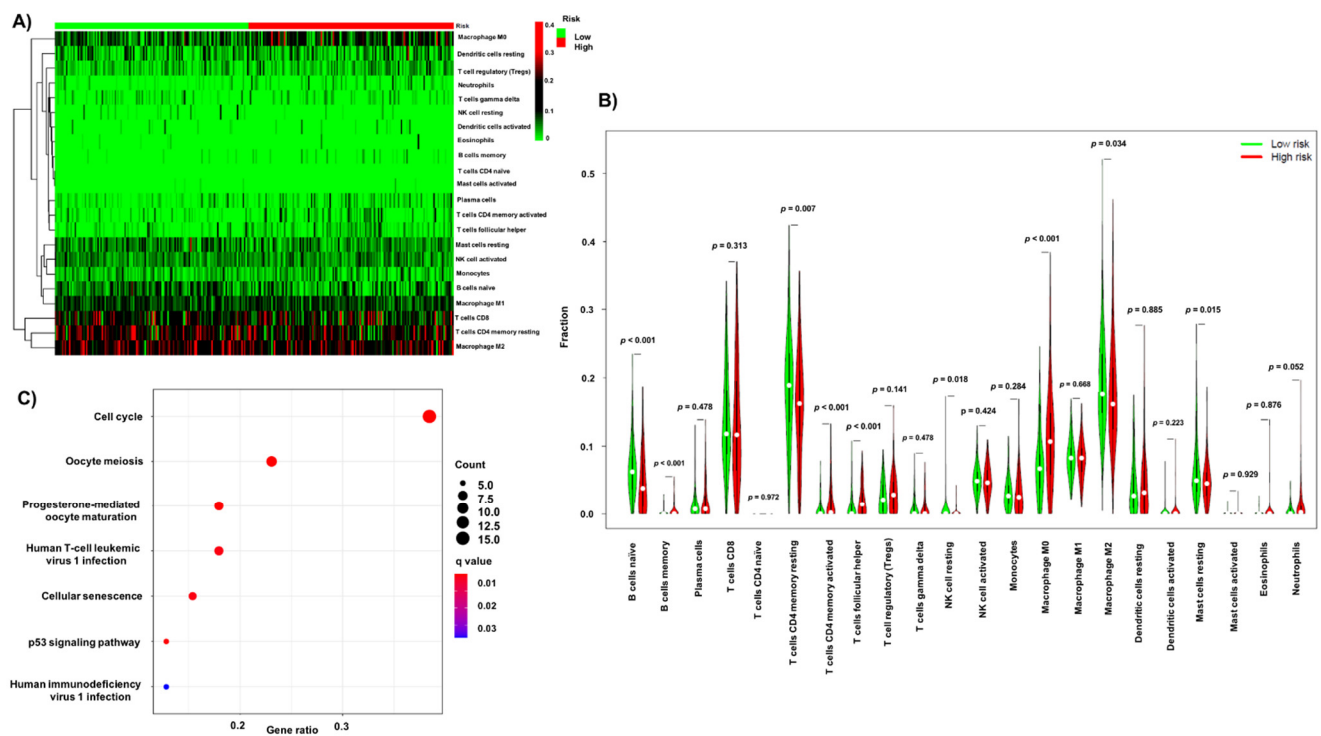 A)
Risk
Macrophage M0
Dendritic cells resting
T cell regulatory (Tregs)
Neutrophils
T cells gamma delta
NK cell resting
Dendritic cells activated
Eosinophils
B cells memory
T cells CD4 naive
Mast cells activated
Plasma cells
T cells CD4 memory activated
T cells follicular helper
Mast cells resting
NK cell activated
Monocytes
B cells naïve
Macrophage M1
T cells CD8
T cells CD4 memory resting
Macrophage M2
0.4
0.3
0.2
0.1
0
Risk
Low
High
B)
Fraction
0.5
0.4
0.3
0.2
0.1
0.0
Low risk
High risk
p < 0.001
p < 0.001
p = 0.478
p = 0.313
p = 0.972
p = 0.007
p < 0.001
p < 0.001
p = 0.141
p = 0.478
p = 0.018
p = 0.424
p = 0.284
p < 0.001
p = 0.668
p = 0.034
p = 0.885
p = 0.223
p = 0.015
p = 0.929
p = 0.876
p = 0.052
B cells naïve
B cells memory
Plasma cells
T cells CD8
T cells CD4 naïve
T cells CD4 memory resting
T cells CD4 memory activated
T cells follicular helper
T cell regulatory (Tregs)
T cells gamma delta
NK cell resting
NK cell activated
Monocytes
Macrophage M0
Macrophage M1
Macrophage M2
Dendritic cells resting
Dendritic cells activated
Mast cells resting
Mast cells activated
Eosinophils
Neutrophils
C)
Cell cycle
Oocyte meiosis
Progesterone-mediated
oocyte maturation
Human T-cell leukemic
virus 1 infection
Cellular senescence
p53 signaling pathway
Human immunodeficiency
virus 1 infection
0.2
0.3
Gene ratio
Count
5.0
7.5
10.0
12.5
15.0
q value
0.01
0.02
0.03